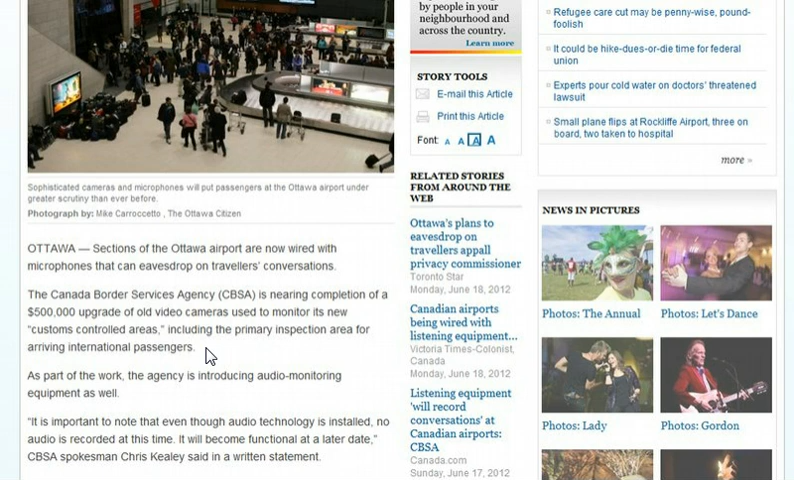 Sophisticated cameras and microphones will put passengers at the Ottawa airport under
greater scrutiny than ever before.
Photograph by: Mike Carroccetto , The Ottawa Citizen
OTTAWA — Sections of the Ottawa airport are now wired with
microphones that can eavesdrop on travellers' conversations.
The Canada Border Services Agency (CBSA) is nearing completion of a
$500,000 upgrade of old video cameras used to monitor its new
"customs controlled areas," including the primary inspection area for
arriving international passengers.
As part of the work, the agency is introducing audio-monitoring
equipment as well.
"It is important to note that even though audio technology is installed, no
audio is recorded at this time. It will become functional at a later date,"
CBSA spokesman Chris Kealey said in a written statement.
by people in your
neighbourhood and
across the country.
Learn more
STORY TOOLS
E-mail this Article
Print this Article
Font: A A A A
RELATED STORIES
FROM AROUND THE
WEB
Ottawa's plans to
eavesdrop on
travellers appall
privacy commissioner
Toronto Star
Monday, June 18, 2012
Canadian airports
being wired with
listening equipment...
Victoria Times-Colonist,
Canada
Monday, June 18, 2012
Listening equipment
'will record
conversations' at
Canadian airports:
CBSA
Canada.com
Sunday, June 17, 2012
Refugee care cut may be penny-wise, pound-
foolish
It could be hike-dues-or-die time for federal
union
Experts pour cold water on doctors' threatened
lawsuit
Small plane flips at Rockliffe Airport, three on
board, two taken to hospital
more »
NEWS IN PICTURES
Photos: The Annual
Photos: Let's Dance
Photos: Lady
Photos: Gordon